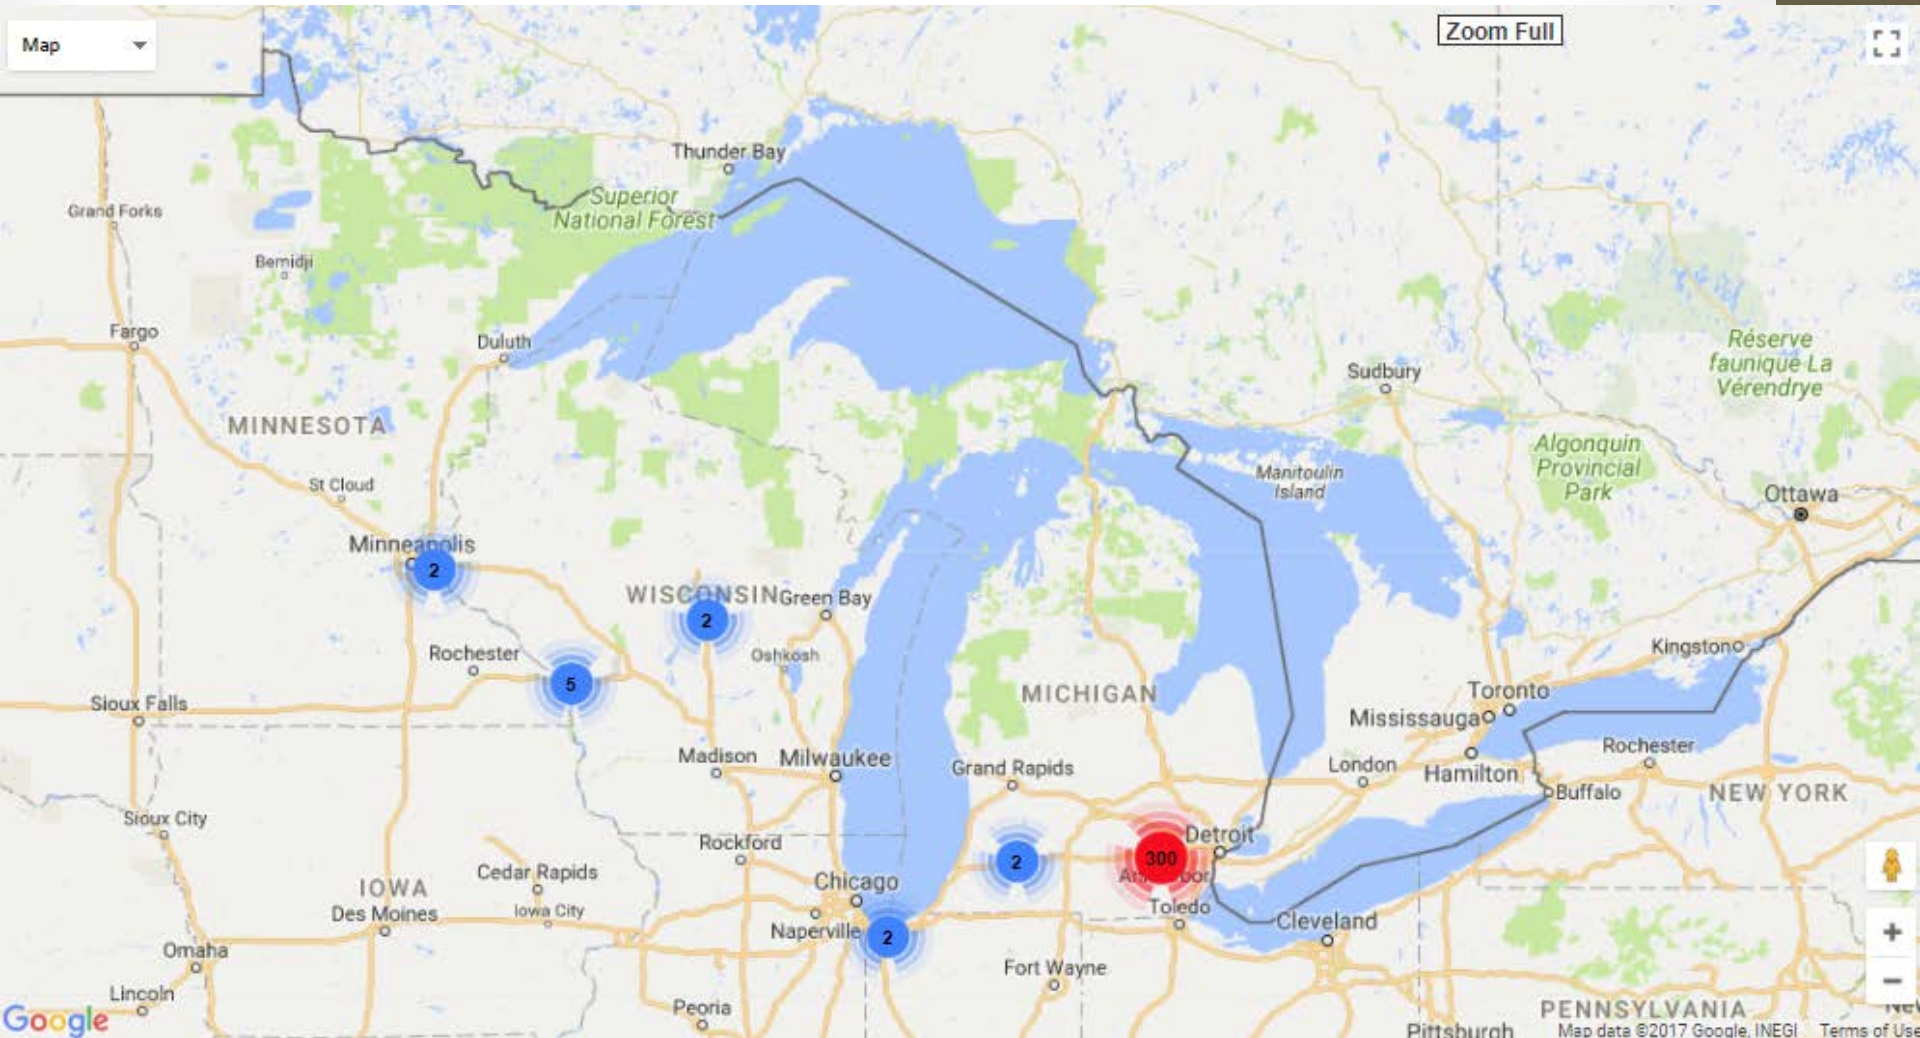 Map
Zoom Full
Thunder Bay
Superior
National Forest
Grand Forks
Bemidji
Fargo
Duluth
Réserve
faunique La
Vérendrye
Sudbury
MINNESOTA
Algonquin
Provincial
Park
Manitoulin
Island
St Cloud
Ottawa
Minneapolis
2
WISCONSIN
Green Bay
2
Rochester
Oshkosh
Kingston
5
MICHIGAN
Toronto
Sioux Falls
Mississauga
Rochester
Madison
Milwaukee
Grand Rapids
London
Hamilton
Buffalo
NEW YORK
Sioux City
Rockford
Detroit
2
300
Cedar Rapids
Chicago
IOWA
Des Moines
Iowa City
Toledo
Naperville
2
Cleveland
Omaha
Fort Wayne
Lincoln
Peoria
PENNSYLVANIA
Google
Pittsburgh
Map data ©2017 Google, INEGI
Terms of Use